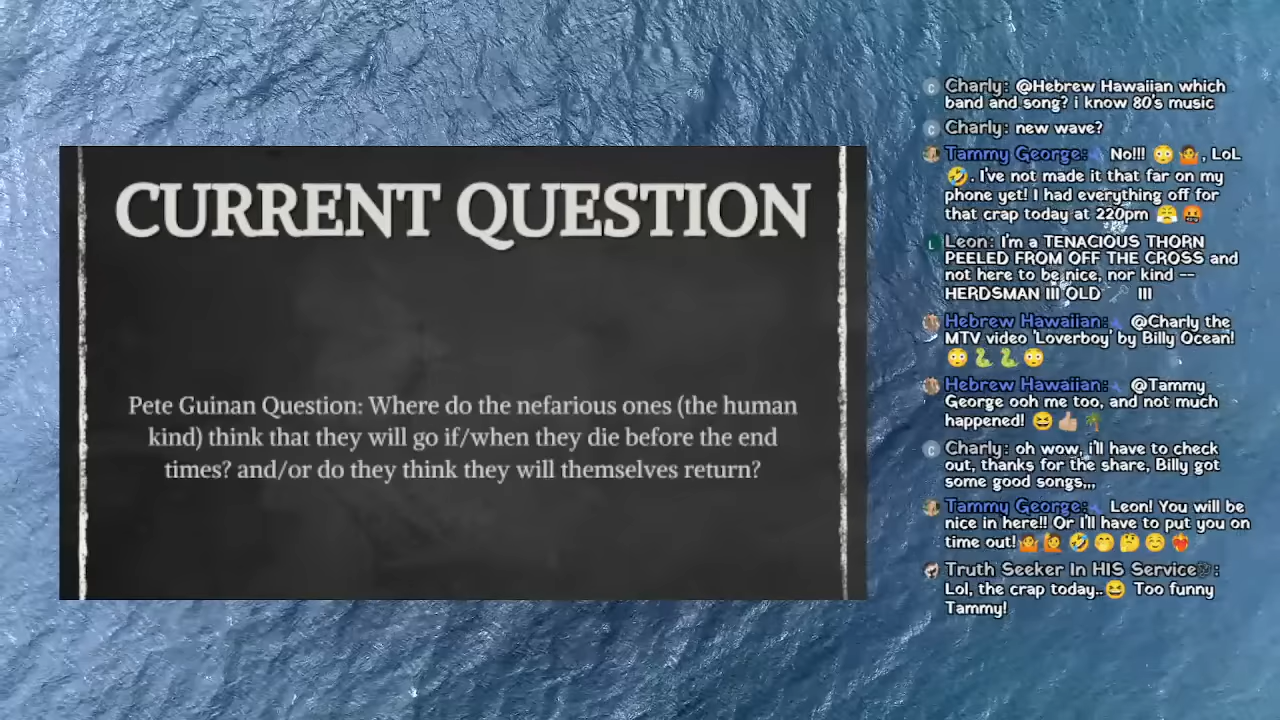 CURRENT QUESTION
Pete Guinan Question: Where do the nefarious ones (the human
kind) think that they will go if/when they die before the end
times? and/or do they think they will themselves return?
Charly: @Hebrew Hawaiian which
band and song? i know 80's music
Charly: new wave?
Tammy George: No!!! 😳 🤷, LoL
🤣. I've not made it that far on my
phone yet! I had everything off for
that crap today at 220pm 😤 🤬
Leon: I'm a TENACIOUS THORN
PEELED FROM OFF THE CROSS and
not here to be nice, nor kind --
HERDSMAN III OLD III
Hebrew Hawaiian: @Charly the
MTV video 'Loverboy' by Billy Ocean!
😳 🐍 🐍 😳
Hebrew Hawaiian: @Tammy
George ooh me too, and not much
happened! 😆 👍🏼 🌴
Charly: oh wow, i'll have to check
out, thanks for the share, Billy got
some good songs,,,
Tammy George: Leon! You will be
nice in here!! Or I'll have to put you on
time out! 🤷 🙋 🤣 🤭 🤔 ☺️ ❤️‍🔥
Truth Seeker In HIS Service:
Lol, the crap today.. 😆 Too funny
Tammy!